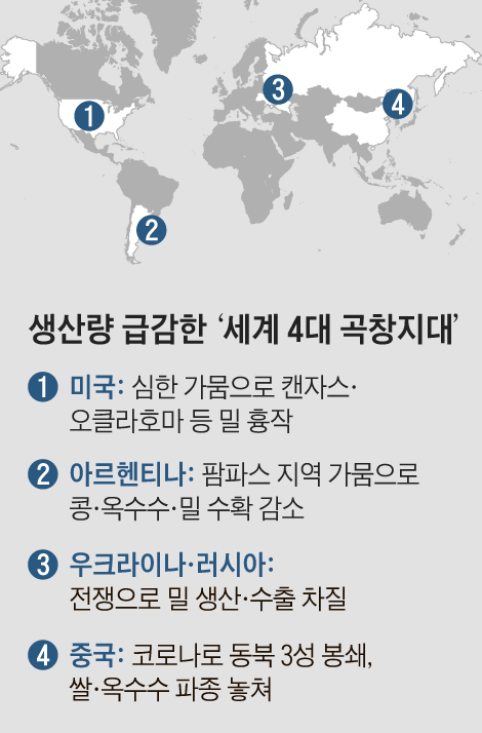 1
2
3
4
생산량 급감한 ‘세계 4대 곡창지대’
1 미국: 심한 가뭄으로 캔자스·
오클라호마 등 밀 흉작
2 아르헨티나: 팜파스 지역 가뭄으로
콩·옥수수·밀 수확 감소
3 우크라이나·러시아:
전쟁으로 밀 생산·수출 차질
4 중국: 코로나로 동북 3성 봉쇄,
쌀·옥수수 파종 놓쳐